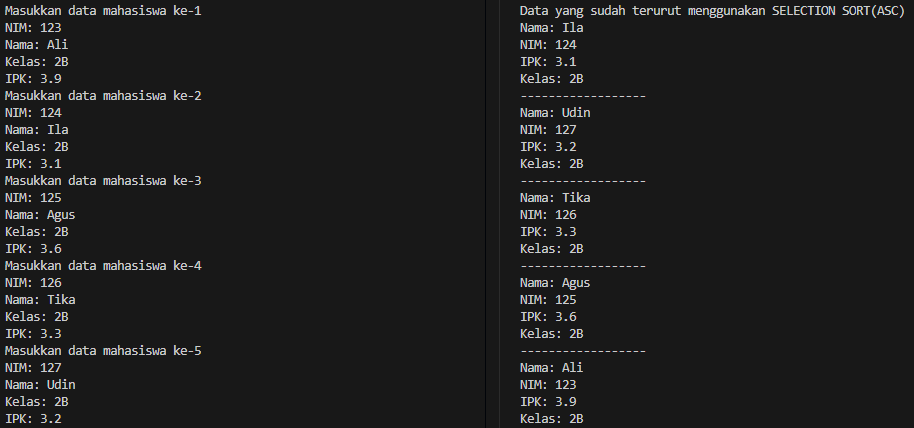 Masukkan data mahasiswa ke-1
NIM: 123
Nama: Ali
Kelas: 2B
IPK: 3.9
Masukkan data mahasiswa ke-2
NIM: 124
Nama: Ila
Kelas: 2B
IPK: 3.1
Masukkan data mahasiswa ke-3
NIM: 125
Nama: Agus
Kelas: 2B
IPK: 3.6
Masukkan data mahasiswa ke-4
NIM: 126
Nama: Tika
Kelas: 2B
IPK: 3.3
Masukkan data mahasiswa ke-5
NIM: 127
Nama: Udin
Kelas: 2B
IPK: 3.2
Data yang sudah terurut menggunakan SELECTION SORT(ASC)
Nama: Ila
NIM: 124
IPK: 3.1
Kelas: 2B
------------------
Nama: Udin
NIM: 127
IPK: 3.2
Kelas: 2B
------------------
Nama: Tika
NIM: 126
IPK: 3.3
Kelas: 2B
------------------
Nama: Agus
NIM: 125
IPK: 3.6
Kelas: 2B
------------------
Nama: Ali
NIM: 123
IPK: 3.9
Kelas: 2B